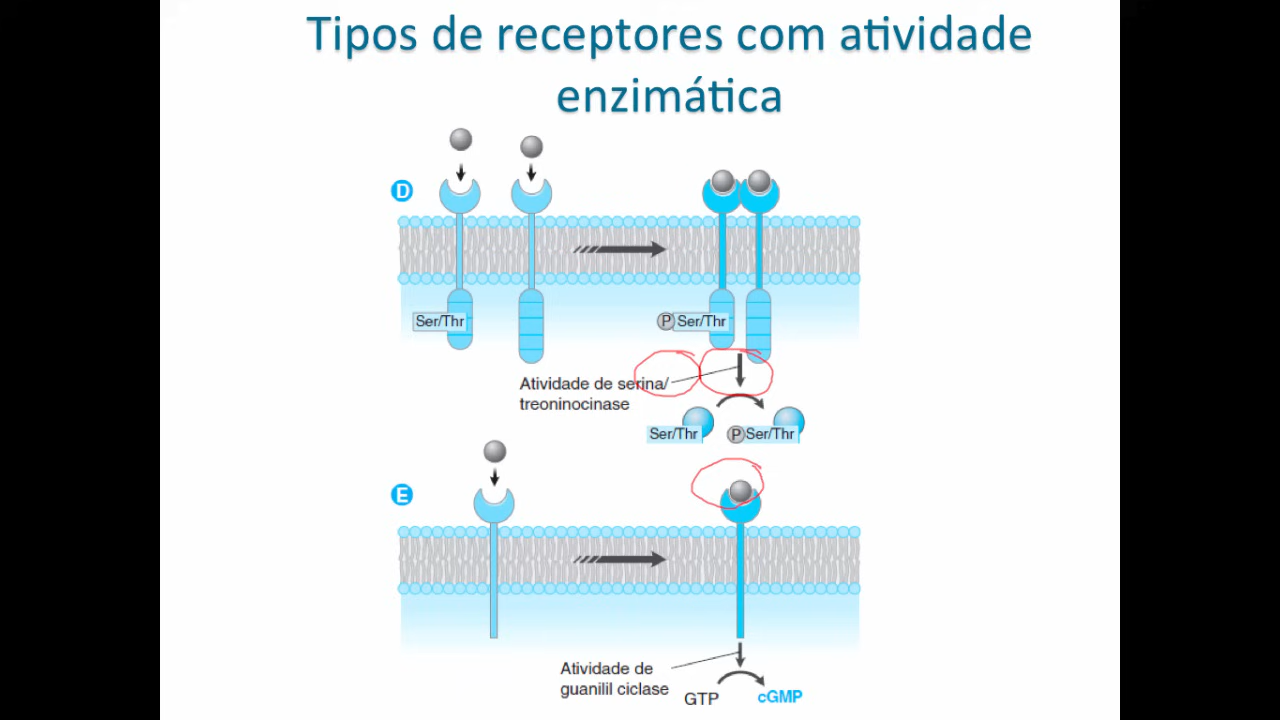 Tipos de receptores com atividade
enzimática
D
Ser/Thr
P Ser/Thr
Atividade de serina/
treoninocinase
Ser/Thr
P Ser/Thr
E
Atividade de
guanilil ciclase
GTP
cGMP